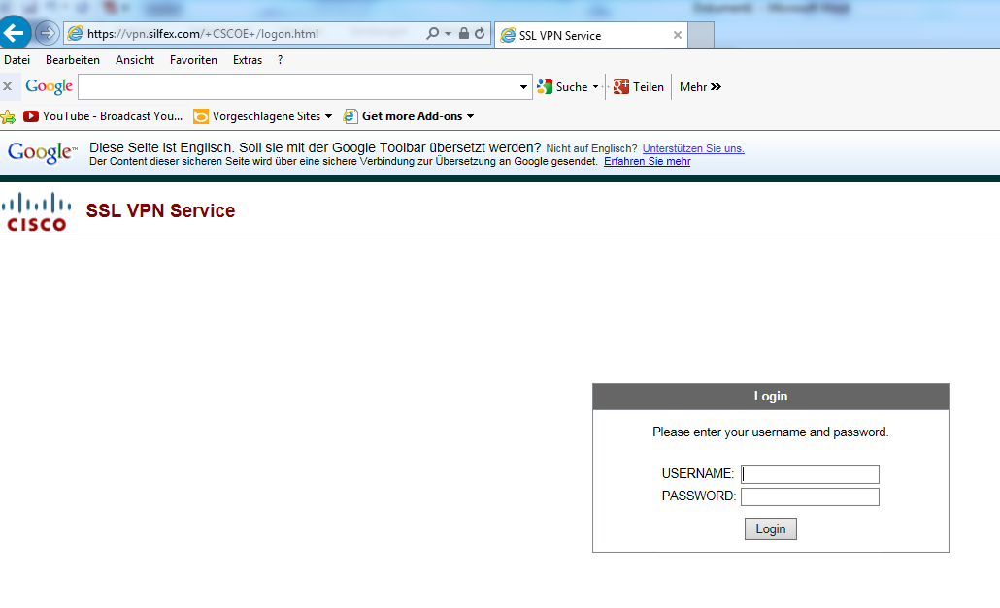 https://vpn.silfex.com/+CSCOE+/logon.html
SSL VPN Service
Datei Bearbeiten Ansicht Favoriten Extras ?
x Google Suche Teilen Mehr »
YouTube - Broadcast You... Vorgeschlagene Sites Get more Add-ons
Google™ Diese Seite ist Englisch. Soll sie mit der Google Toolbar übersetzt werden? Nicht auf Englisch? Unterstützen Sie uns.
Der Content dieser sicheren Seite wird über eine sichere Verbindung zur Übersetzung an Google gesendet. Erfahren Sie mehr
CISCO SSL VPN Service
Login
Please enter your username and password.
USERNAME:
PASSWORD:
Login